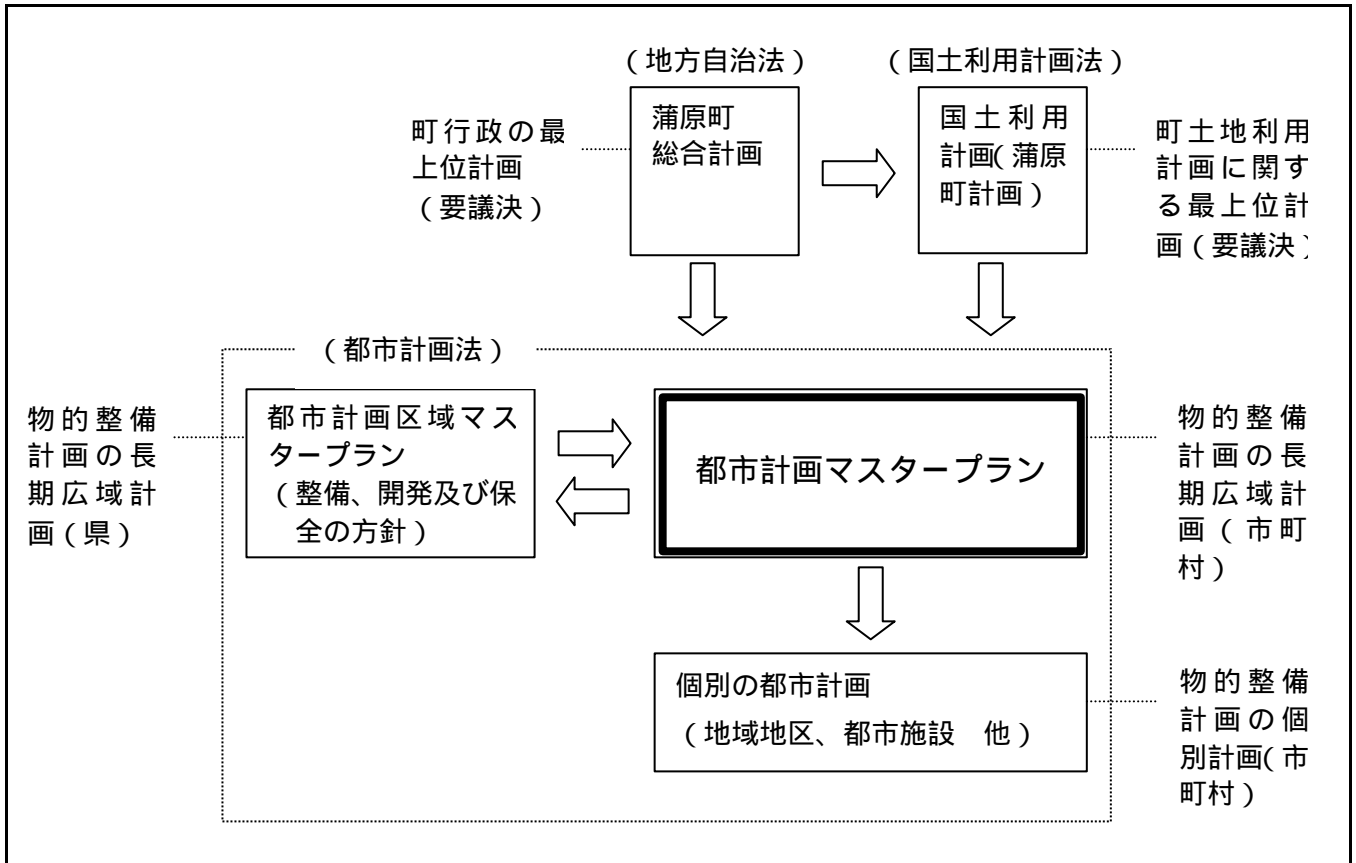 （地方自治法）
（国土利用計画法）
町行政の最
上位計画
（要議決）
蒲原町
総合計画
国土利用
計画（蒲原
町計画）
町土地利用
計画に関す
る最上位計
画（要議決）
（都市計画法）
物的整備
計画の長
期広域計
画（県）
都市計画区域マス
タープラン
（整備、開発及び保
全の方針）
都市計画マスタープラン
物的整備
計画の長
期広域計
画（市町
村）
個別の都市計画
（地域地区、都市施設　他）
物的整備
計画の個
別計画（市
町村）